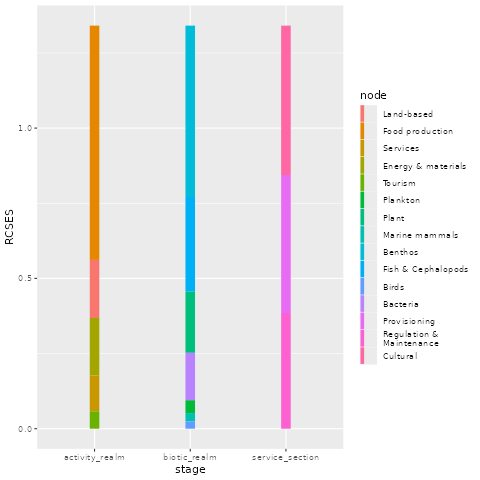 RCSES
1.0
0.5
0.0
activity_realm
biotic_realm
service_section
stage
node
Land-based
Food production
Services
Energy & materials
Tourism
Plankton
Plant
Marine mammals
Benthos
Fish & Cephalopods
Birds
Bacteria
Provisioning
Regulation &
Maintenance
Cultural